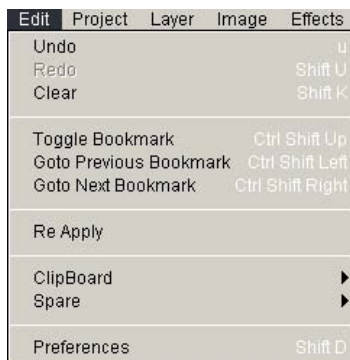 Edit Project Layer Image Effects
Undo u
Redo Shift U
Clear Shift K
Toggle Bookmark Ctrl Shift Up
Goto Previous Bookmark Ctrl Shift Left
Goto Next Bookmark Ctrl Shift Right
Re Apply
ClipBoard
Spare
Preferences Shift D